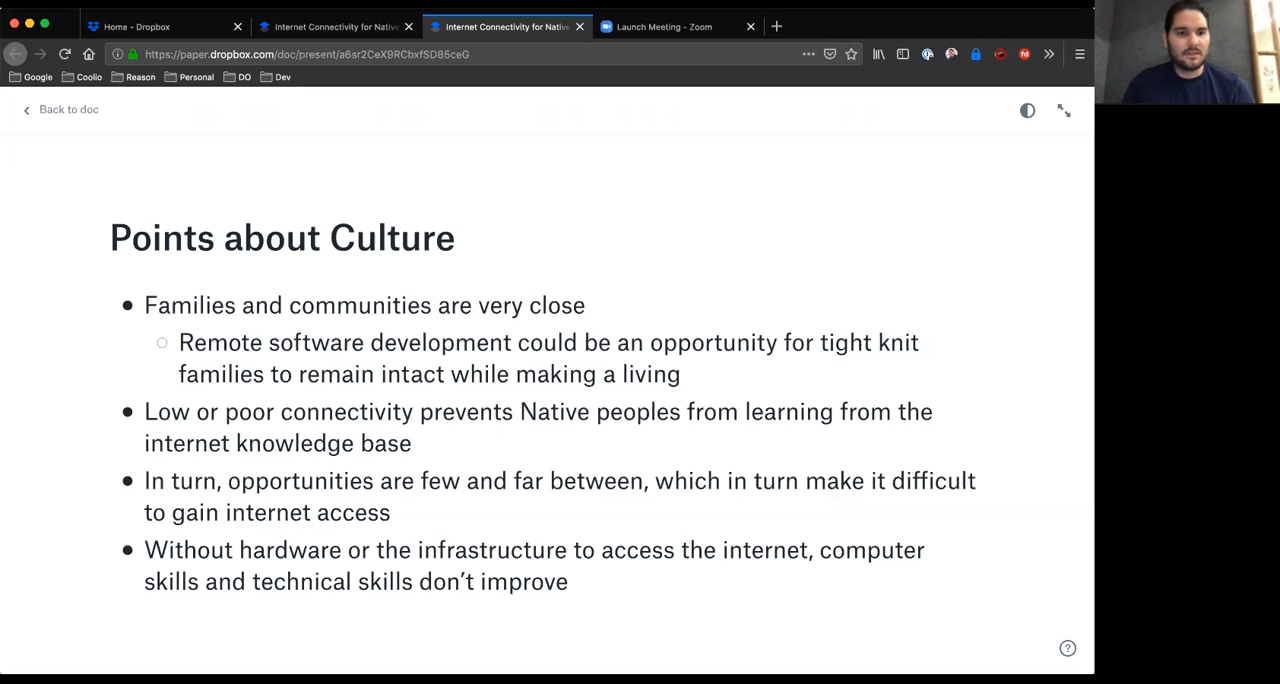 Home - Dropbox
Internet Connectivity for Native
Internet Connectivity for Native
Launch Meeting - Zoom
https://paper.dropbox.com/doc/present/a6sr2CeX9RCbxfSD85ceG
Google
Coolio
Reason
Personal
DO
Dev
Back to doc
Points about Culture
Families and communities are very close
Remote software development could be an opportunity for tight knit
families to remain intact while making a living
Low or poor connectivity prevents Native peoples from learning from the
internet knowledge base
In turn, opportunities are few and far between, which in turn make it difficult
to gain internet access
Without hardware or the infrastructure to access the internet, computer
skills and technical skills don’t improve